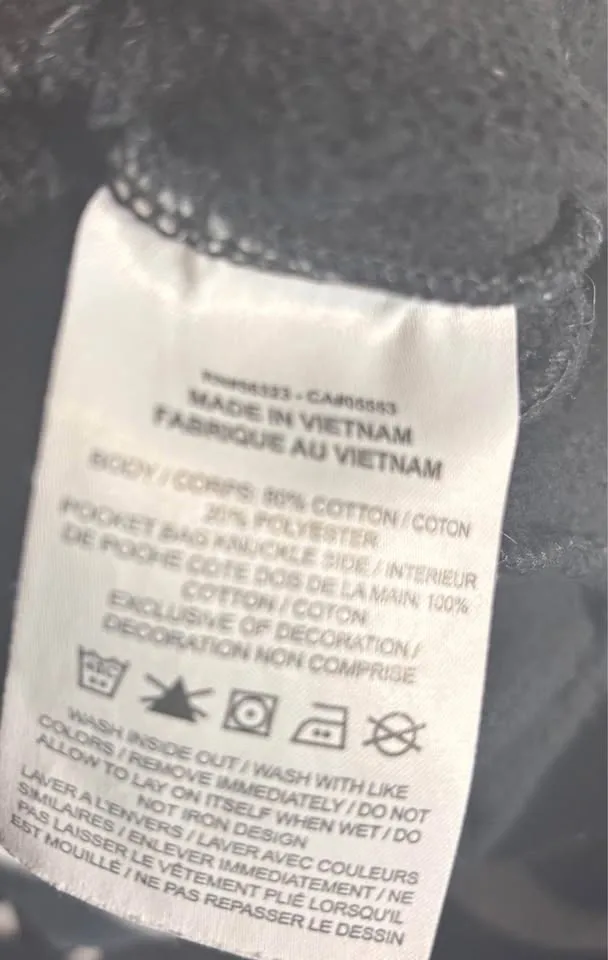 CA#05553
MADE IN VIETNAM
FABRIQUE AU VIETNAM
BODY / CORPS: 80% COTTON / COTON
20% POLYESTER
POCKET BAG KNUCKLE SIDE / INTERIEUR
DE POCHE COTE DOS DE LA MAIN: 100%
COTTON / COTON
EXCLUSIVE OF DECORATION /
DECORATION NON COMPRISE
WASH INSIDE OUT / WASH WITH LIKE
COLORS / REMOVE IMMEDIATELY / DO NOT
ALLOW TO LAY ON ITSELF WHEN WET / DO
NOT IRON DESIGN
LAVER A L'ENVERS / LAVER AVEC COULEURS
SIMILAIRES / ENLEVER IMMEDIATEMENT / NE
PAS LAISSER LE VÊTEMENT PLIÉ LORSQU'IL
EST MOUILLÉ / NE PAS REPASSER LE DESSIN